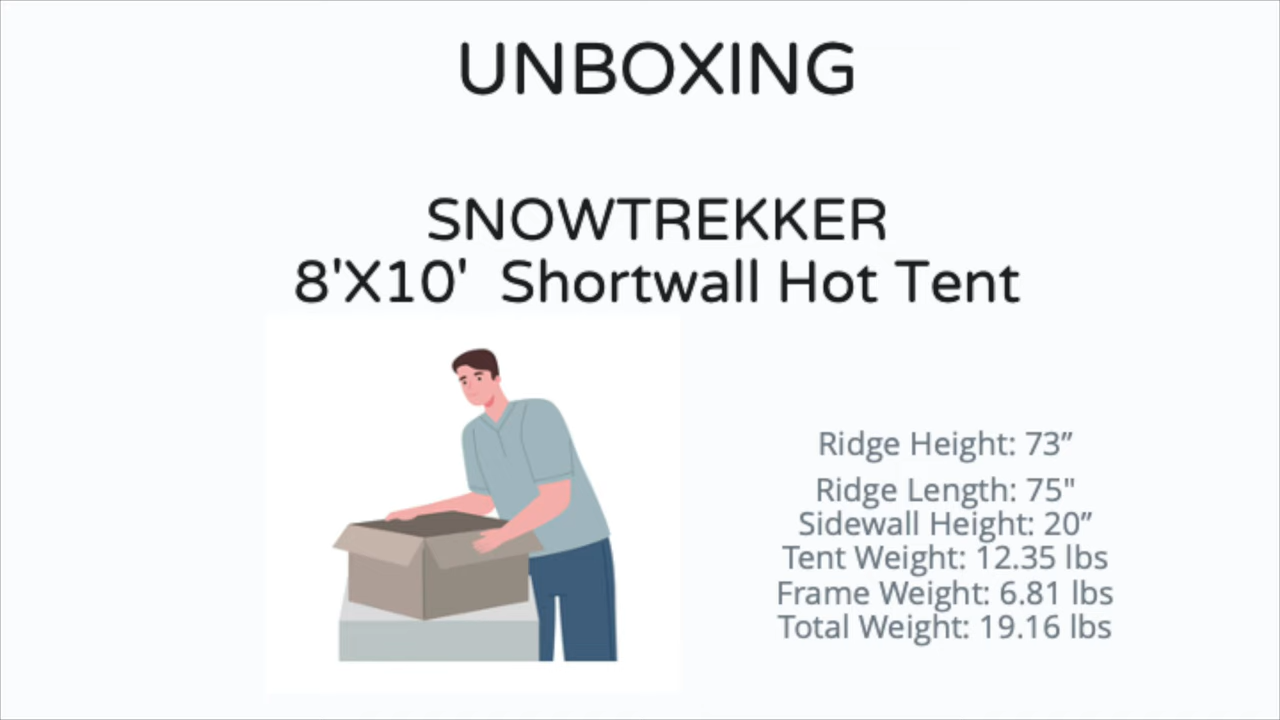 UNBOXING
SNOWTREKKER
8'X10' Shortwall Hot Tent
Ridge Height: 73”
Ridge Length: 75"
Sidewall Height: 20”
Tent Weight: 12.35 lbs
Frame Weight: 6.81 lbs
Total Weight: 19.16 lbs